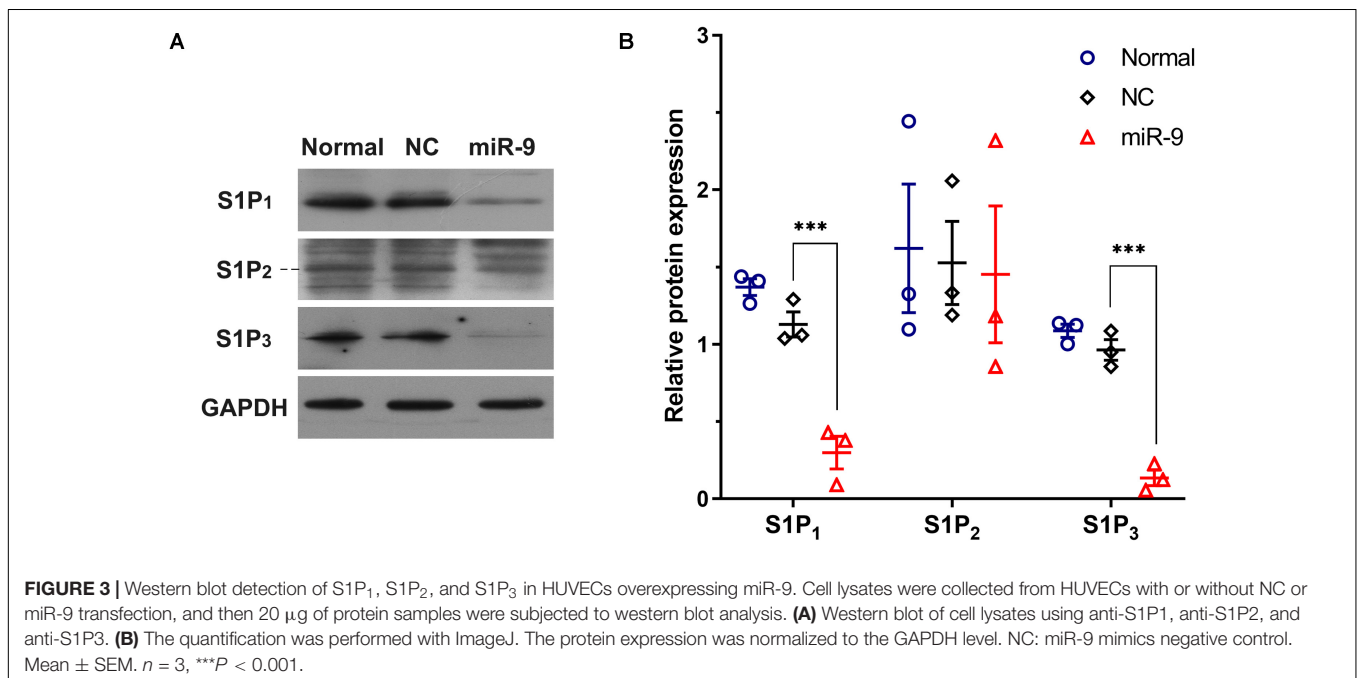 A
Normal NC miR-9
S1P1
S1P2
S1P3
GAPDH
B
Relative protein expression
3
2
1
0
Normal
NC
miR-9
***
***
S1P₁ S1P₂ S1P₃
FIGURE 3 | Western blot detection of S1P₁, S1P₂, and S1P₃ in HUVECs overexpressing miR-9. Cell lysates were collected from HUVECs with or without NC or
miR-9 transfection, and then 20 μg of protein samples were subjected to western blot analysis. (A) Western blot of cell lysates using anti-S1P1, anti-S1P2, and
anti-S1P3. (B) The quantification was performed with ImageJ. The protein expression was normalized to the GAPDH level. NC: miR-9 mimics negative control.
Mean ± SEM. n = 3, ***P < 0.001.